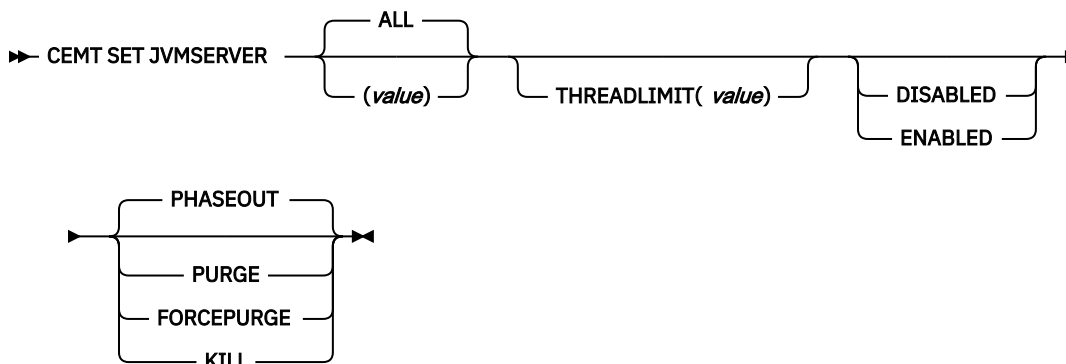 ALL
CEMT SET JVMSERVER
(value)
THREADLIMIT( value)
DISABLED
ENABLED
PHASEOUT
PURGE
FORCEPURGE
KILL